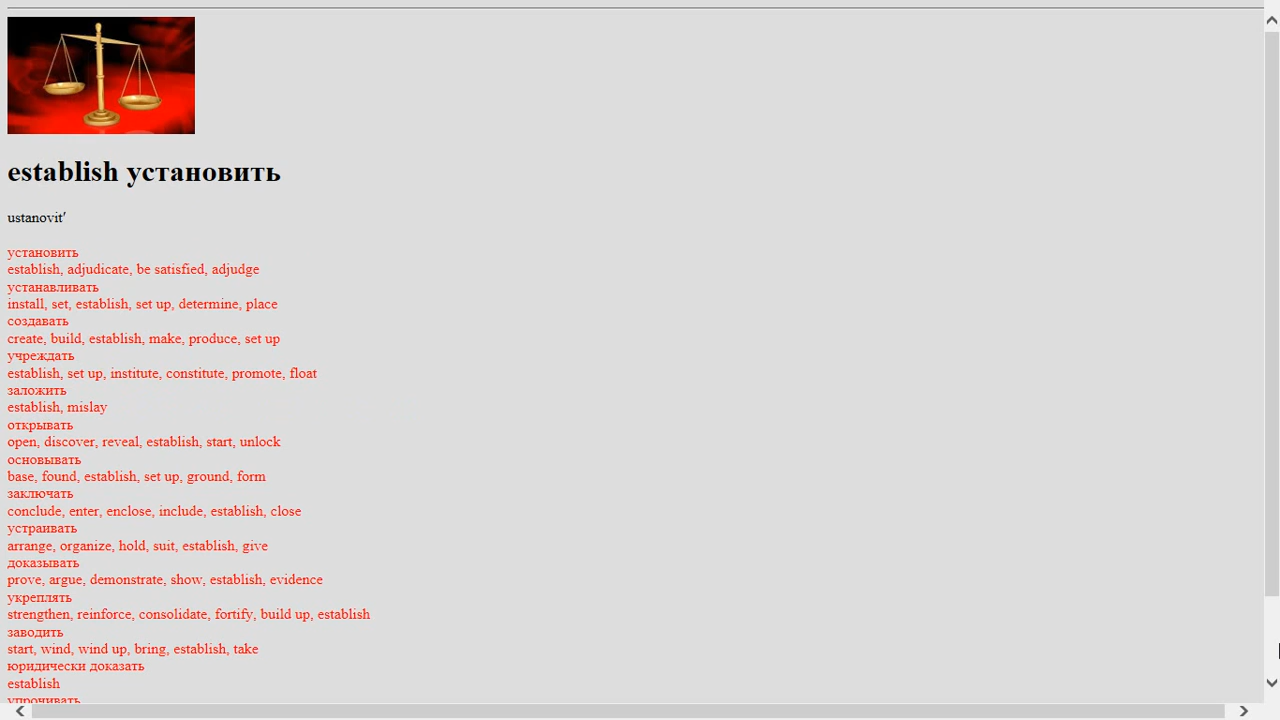 establish установить
ustanovitʹ
установить
establish, adjudicate, be satisfied, adjudge
устанавливать
install, set, establish, set up, determine, place
создавать
create, build, establish, make, produce, set up
учреждать
establish, set up, institute, constitute, promote, float
заложить
establish, mislay
открывать
open, discover, reveal, establish, start, unlock
основывать
base, found, establish, set up, ground, form
заключать
conclude, enter, enclose, include, establish, close
устраивать
arrange, organize, hold, suit, establish, give
доказывать
prove, argue, demonstrate, show, establish, evidence
укреплять
strengthen, reinforce, consolidate, fortify, build up, establish
заводить
start, wind, wind up, bring, establish, take
юридически доказать
establish
упрочивать